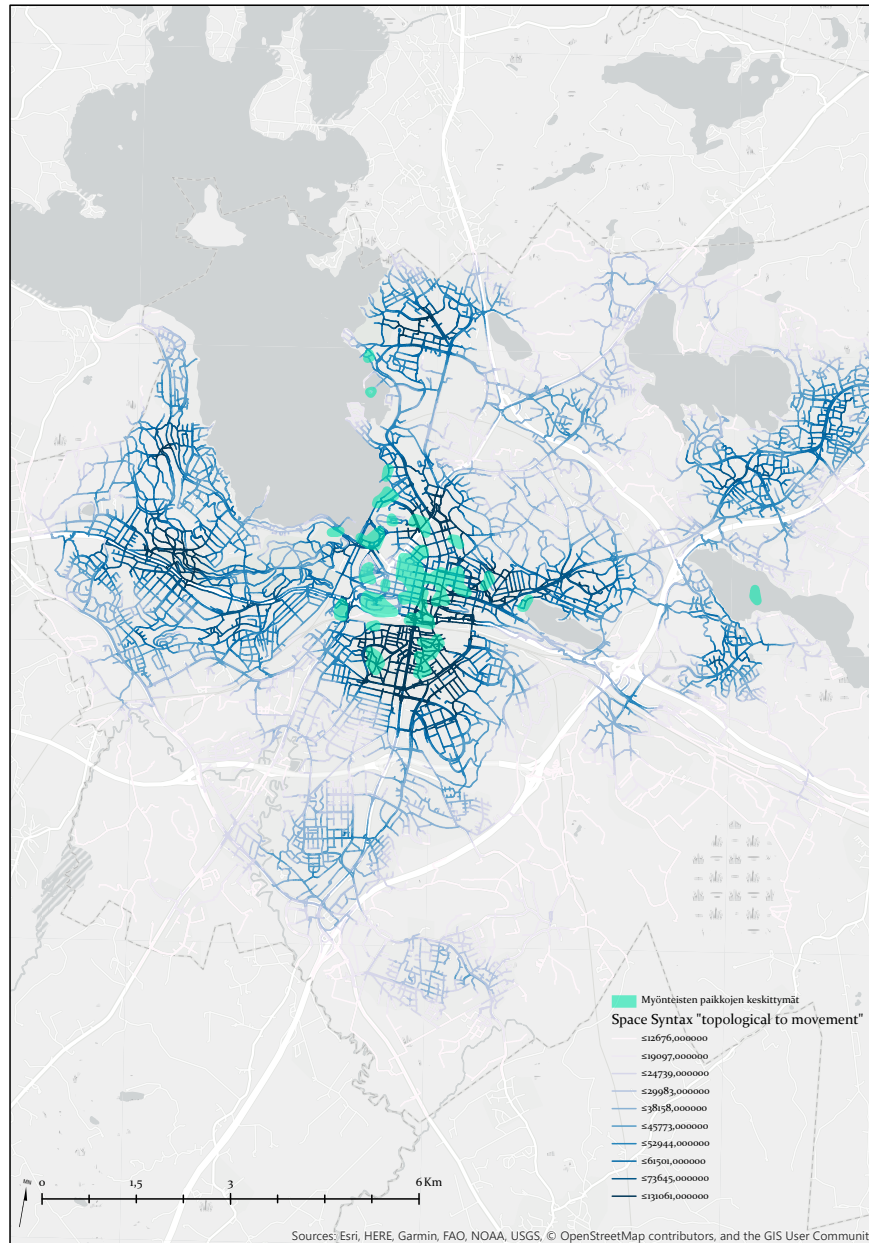 Myönteisten paikkojen keskittymät
Space Syntax "topological to movement"
≤12676,000000
≤19097,000000
≤24739,000000
≤29983,000000
≤38158,000000
≤45773,000000
≤52944,000000
≤61501,000000
≤73645,000000
≤131061,000000
MN
0 1,5 3 6 Km
Sources: Esri, HERE, Garmin, FAO, NOAA, USGS, © OpenStreetMap contributors, and the GIS User Communit